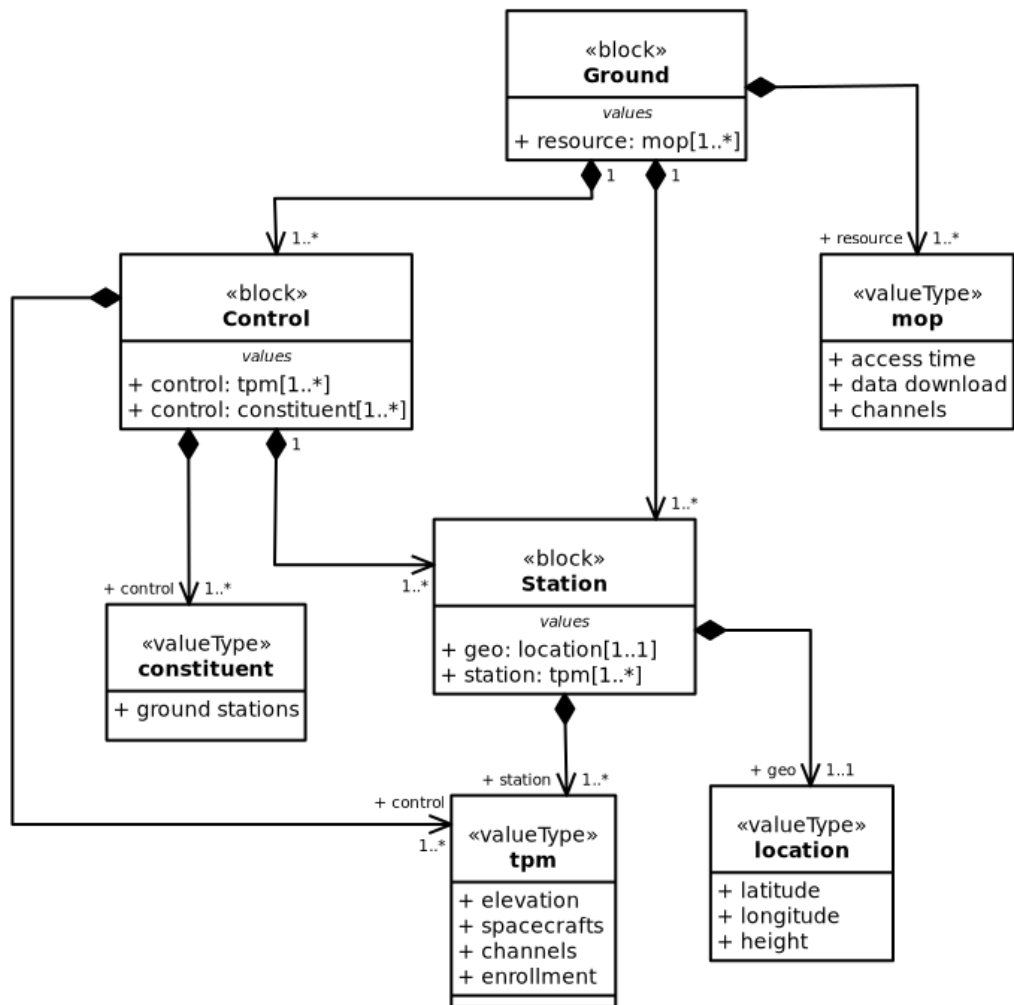 «block»
Ground
values
+ resource: mop[1..*]
1
1
1..*
+ resource
1..*
«block»
Control
values
+ control: tpm[1..*]
+ control: constituent[1..*]
«valueType»
mop
+ access time
+ data download
+ channels
1
1..*
1..*
+ control
1..*
«block»
Station
values
+ geo: location[1..1]
+ station: tpm[1..*]
«valueType»
constituent
+ ground stations
+ station
1..*
+ geo
1..1
+ control
1..*
«valueType»
tpm
+ elevation
+ spacecrafts
+ channels
+ enrollment
«valueType»
location
+ latitude
+ longitude
+ height